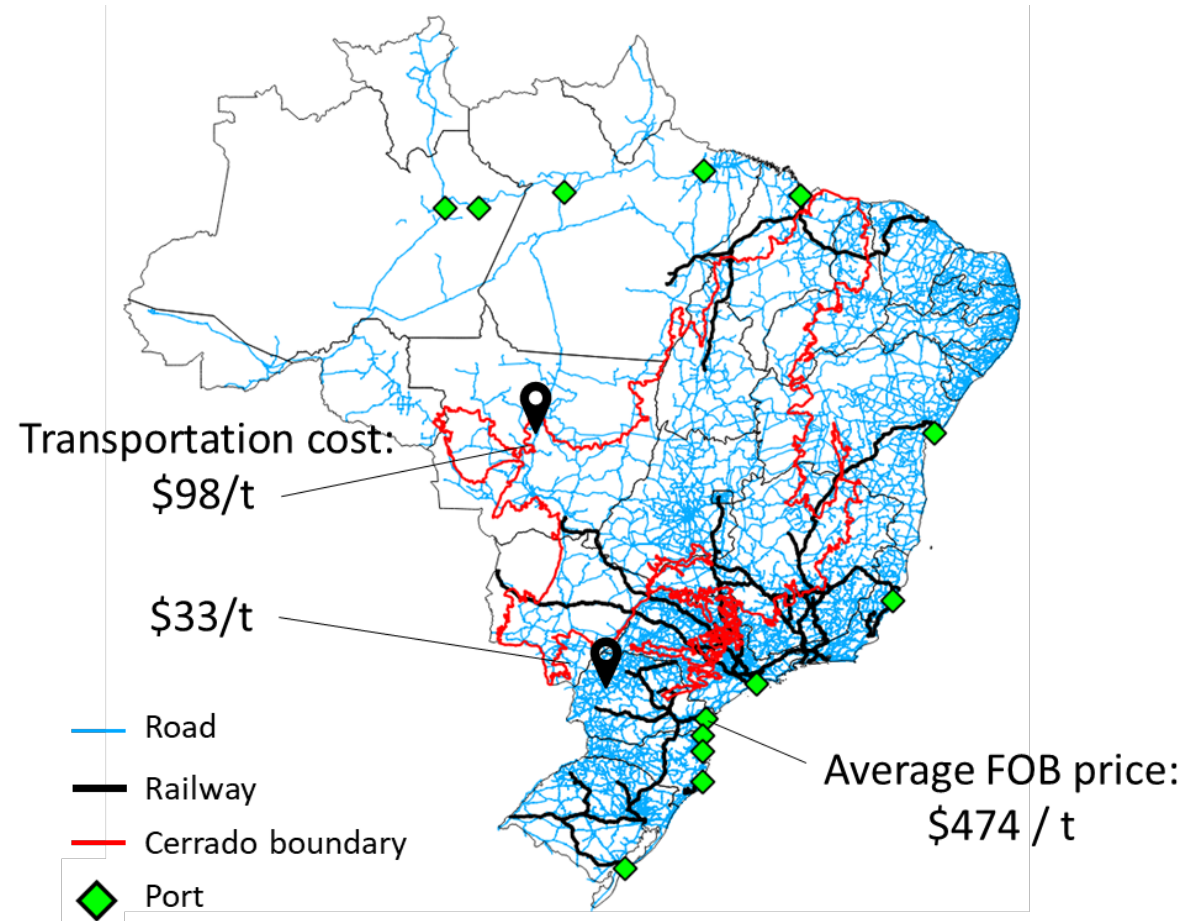 Transportation cost:
$98/t
$33/t
Road
Railway
Cerrado boundary
Port
Average FOB price:
$474 / t